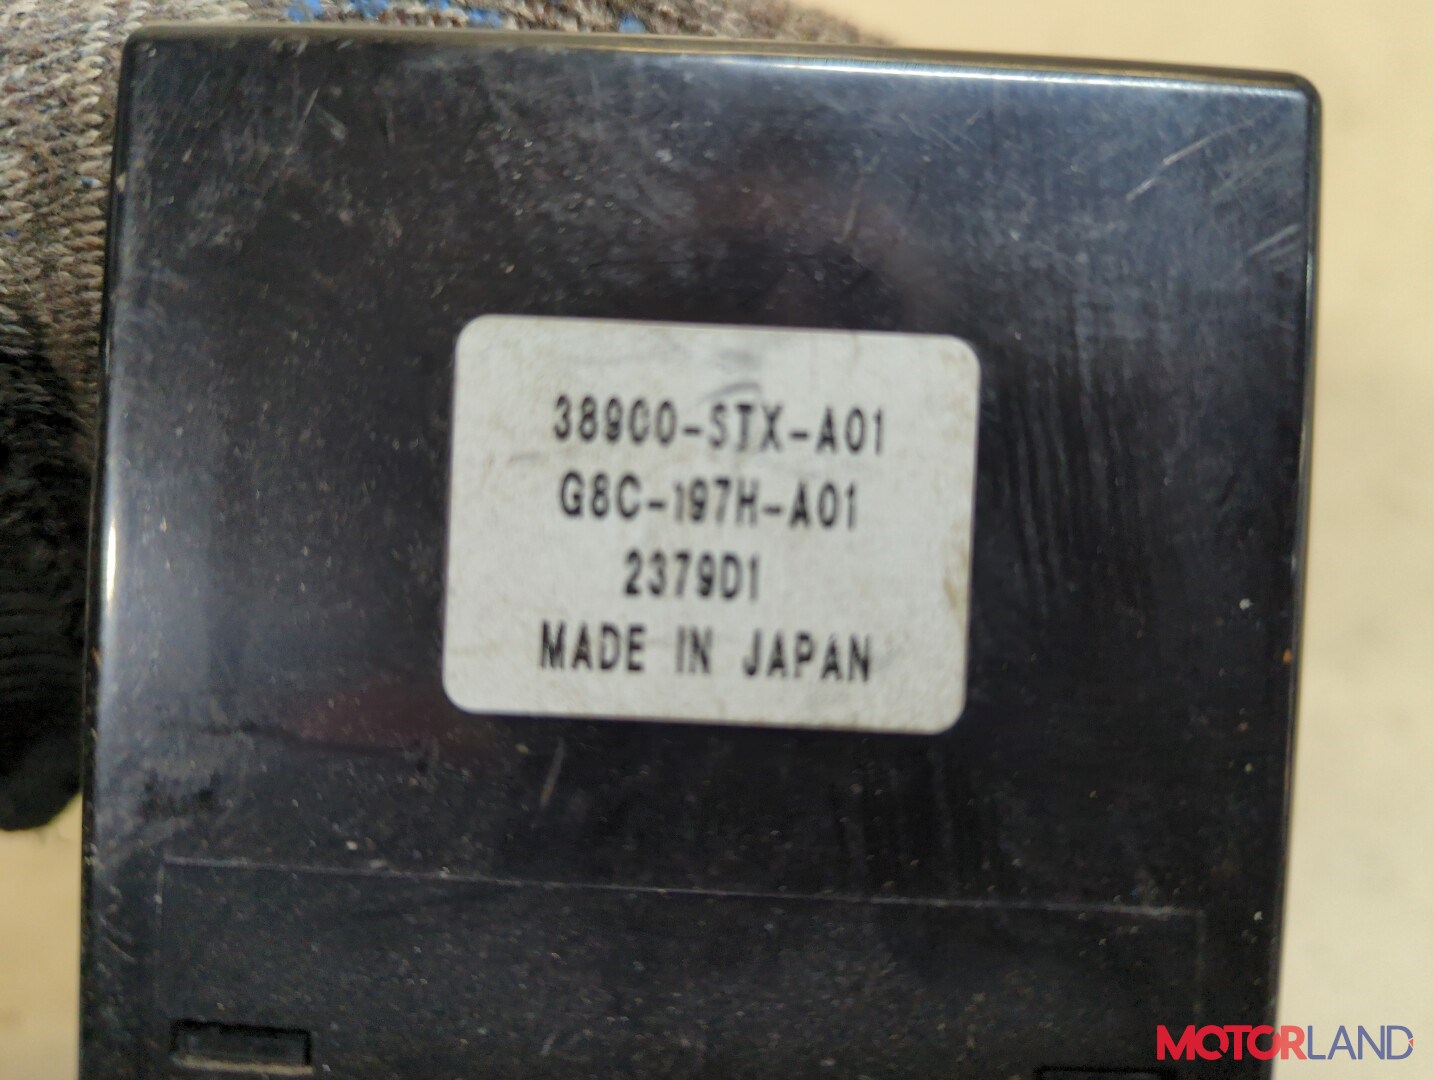 38900-STX-A01
G8C-197H-A01
2379D1
MADE IN JAPAN
MOTORLAND